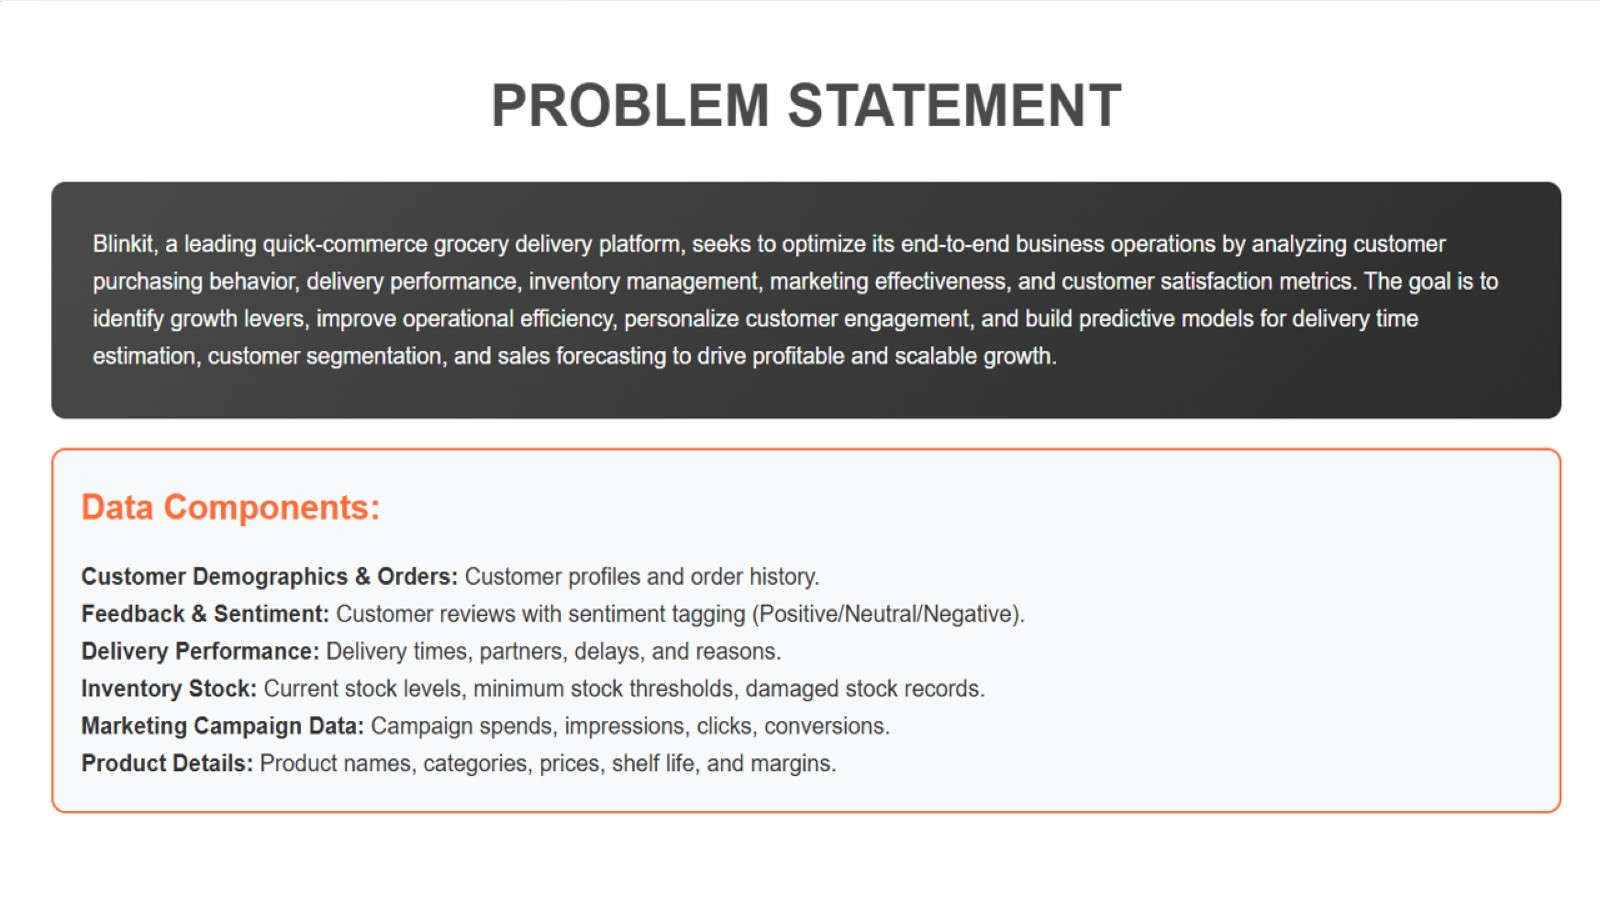 PROBLEM STATEMENT
Blinkit, a leading quick-commerce grocery delivery platform, seeks to optimize its end-to-end business operations by analyzing customer
purchasing behavior, delivery performance, inventory management, marketing effectiveness, and customer satisfaction metrics. The goal is to
identify growth levers, improve operational efficiency, personalize customer engagement, and build predictive models for delivery time
estimation, customer segmentation, and sales forecasting to drive profitable and scalable growth.
Data Components:
Customer Demographics & Orders: Customer profiles and order history.
Feedback & Sentiment: Customer reviews with sentiment tagging (Positive/Neutral/Negative).
Delivery Performance: Delivery times, partners, delays, and reasons.
Inventory Stock: Current stock levels, minimum stock thresholds, damaged stock records.
Marketing Campaign Data: Campaign spends, impressions, clicks, conversions.
Product Details: Product names, categories, prices, shelf life, and margins.